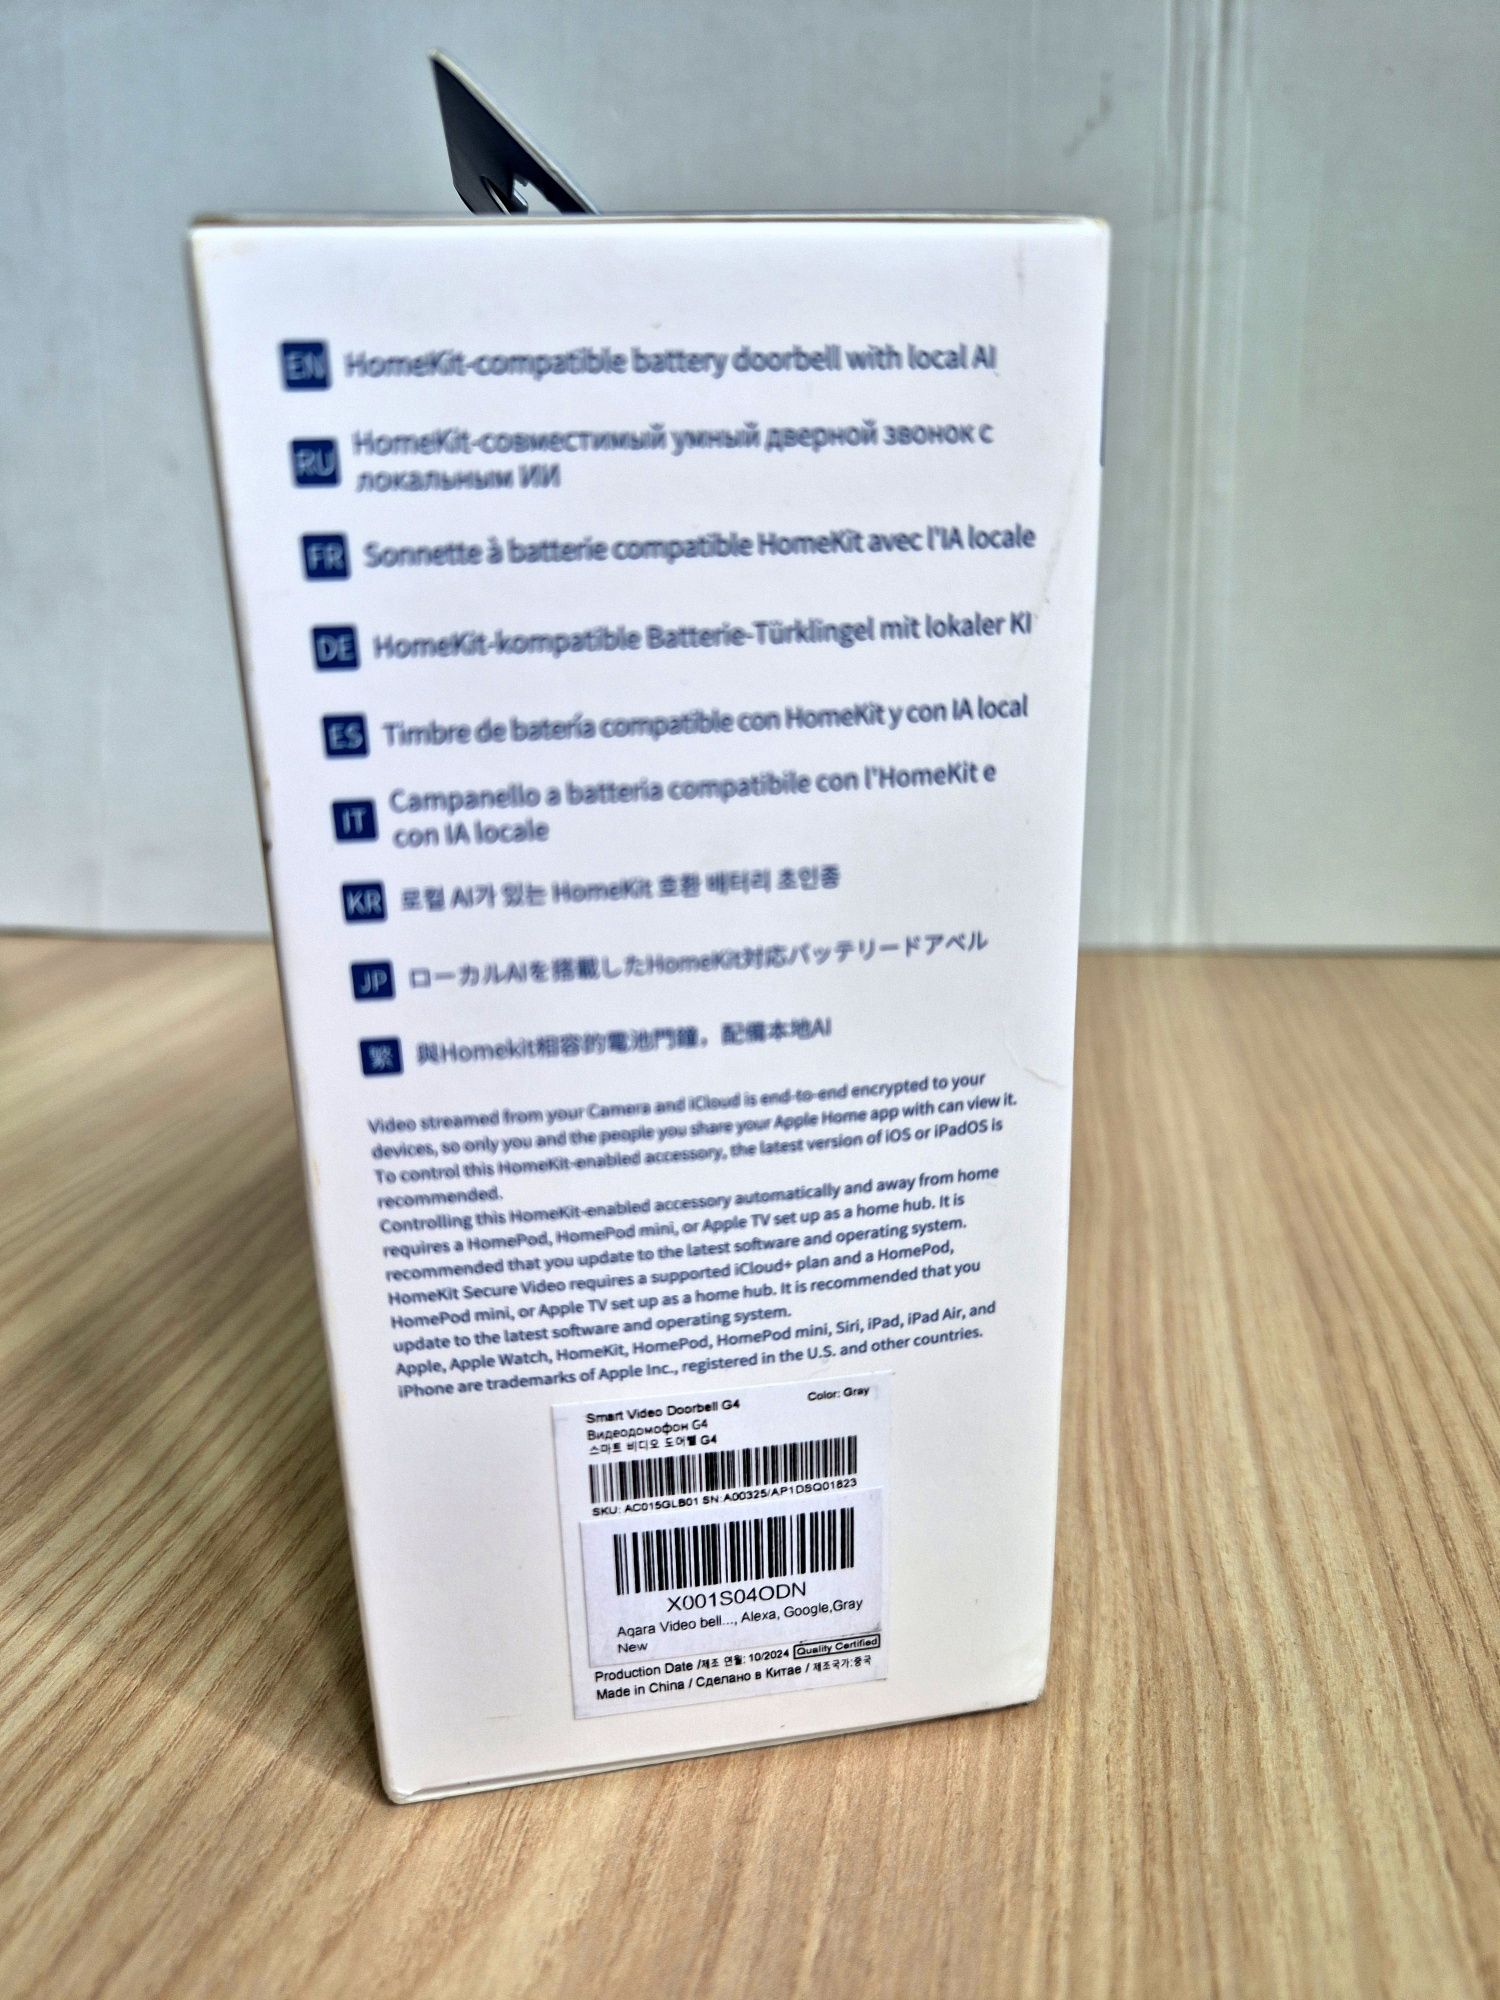 EN HomeKit-compatible battery doorbell with local AI
RU HomeKit-совместимый умный дверной звонок с
локальным ИИ
FR Sonnette à batterie compatible HomeKit avec l'IA locale
DE HomeKit-kompatible Batterie-Türklingel mit lokaler KI
ES Timbre de batería compatible con HomeKit y con IA local
IT Campanello a batteria compatibile con l'HomeKit e
con IA locale
KR 로컬 AI가 있는 HomeKit 호환 배터리 초인종
JP ローカルAIを搭載したHomeKit対応バッテリードアベル
繁 與Homekit相容的電池門鐘，配備本地AI
Video streamed from your Camera and iCloud is end-to-end encrypted to your
devices, so only you and the people you share your Apple Home app with can view it.
To control this HomeKit-enabled accessory, the latest version of iOS or iPadOS is
recommended.
Controlling this HomeKit-enabled accessory automatically and away from home
requires a HomePod, HomePod mini, or Apple TV set up as a home hub. It is
recommended that you update to the latest software and operating system.
HomeKit Secure Video requires a supported iCloud+ plan and a HomePod,
HomePod mini, or Apple TV set up as a home hub. It is recommended that you
update to the latest software and operating system.
Apple, Apple Watch, HomeKit, HomePod, HomePod mini, Siri, iPad, iPad Air, and
iPhone are trademarks of Apple Inc., registered in the U.S. and other countries.
Smart Video Doorbell G4 Color: Gray
Видеодомофон G4
스마트 비디오 도어벨 G4
SKU: AC015GLB01 SN:A00325/AP1DSQ01823
X001S04ODN
Aqara Video bell..., Alexa, Google,Gray
New
Production Date /제조 연월: 10/2024 Quality Certified
Made in China / Сделано в Китае / 제조국가:중국